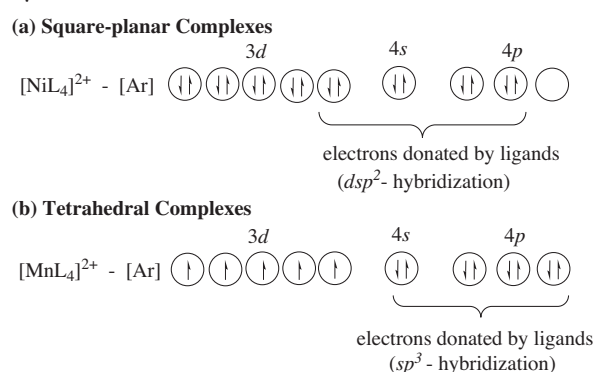 (a) Square-planar Complexes
3d 4s 4p
[NiL₄]²⁺ - [Ar]
electrons donated by ligands
(dsp²- hybridization)
(b) Tetrahedral Complexes
3d 4s 4p
[MnL₄]²⁺ - [Ar]
electrons donated by ligands
(sp³ - hybridization)